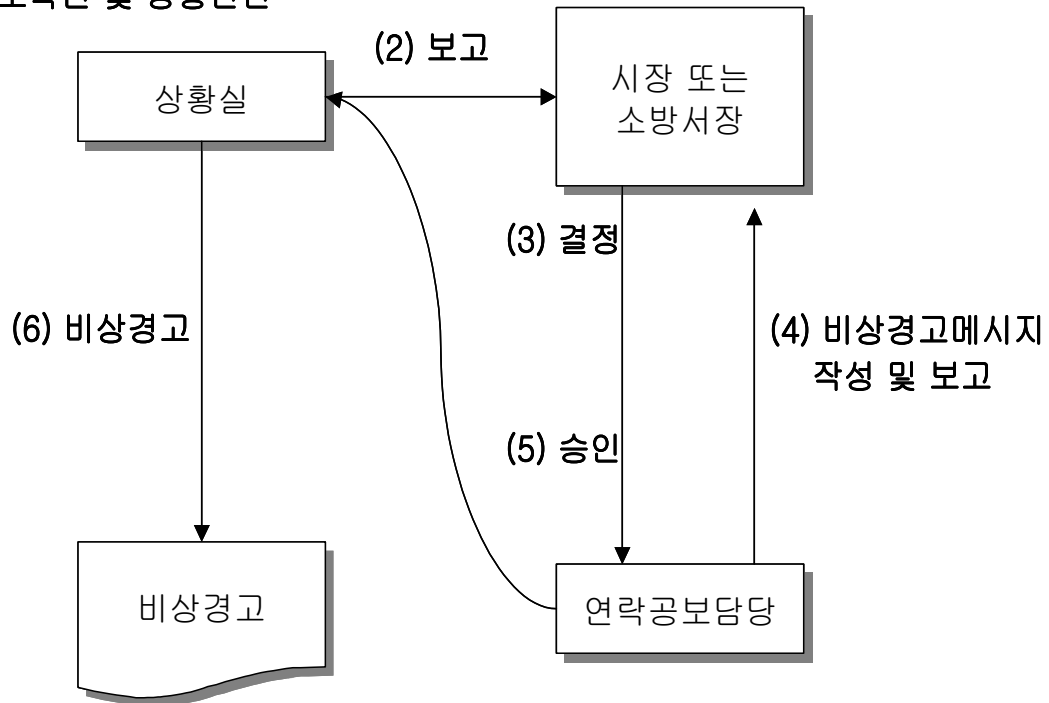 (2) 보고
상황실
시장 또는
소방서장
(3) 결정
(6) 비상경고
(4) 비상경고메시지
작성 및 보고
(5) 승인
비상경고
연락공보담당